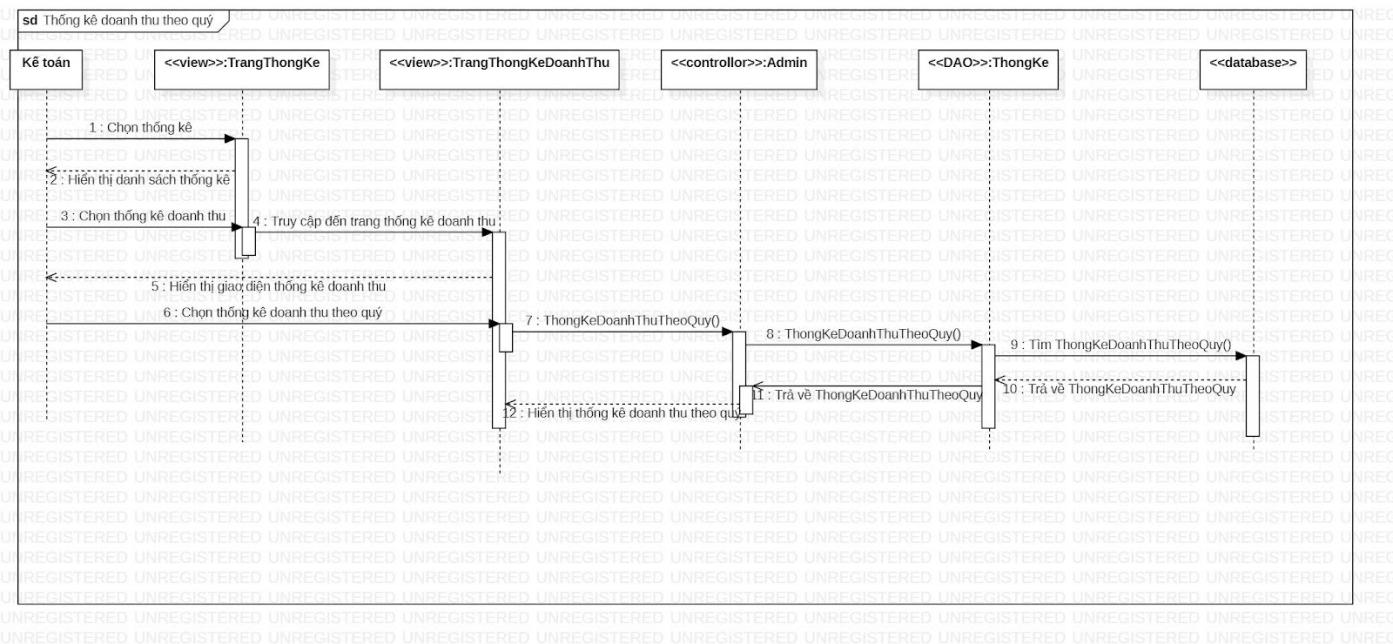 sd Thống kê doanh thu theo quý
Kế toán
<<view>>:TrangThongKe
<<view>>:TrangThongKeDoanhThu
<<controllor>>:Admin
<<DAO>>:ThongKe
<<database>>
1 : Chọn thống kê
2 : Hiển thị danh sách thống kê
3 : Chọn thống kê doanh thu
4 : Truy cập đến trang thống kê doanh thu
5 : Hiển thị giao diện thống kê doanh thu
6 : Chọn thống kê doanh thu theo quý
7 : ThongKeDoanhThuTheoQuy()
8 : ThongKeDoanhThuTheoQuy()
9 : Tìm ThongKeDoanhThuTheoQuy()
10 : Trả về ThongKeDoanhThuTheoQuy
11 : Trả về ThongKeDoanhThuTheoQuy
12 : Hiển thị thống kê doanh thu theo quý
UNREGISTERED